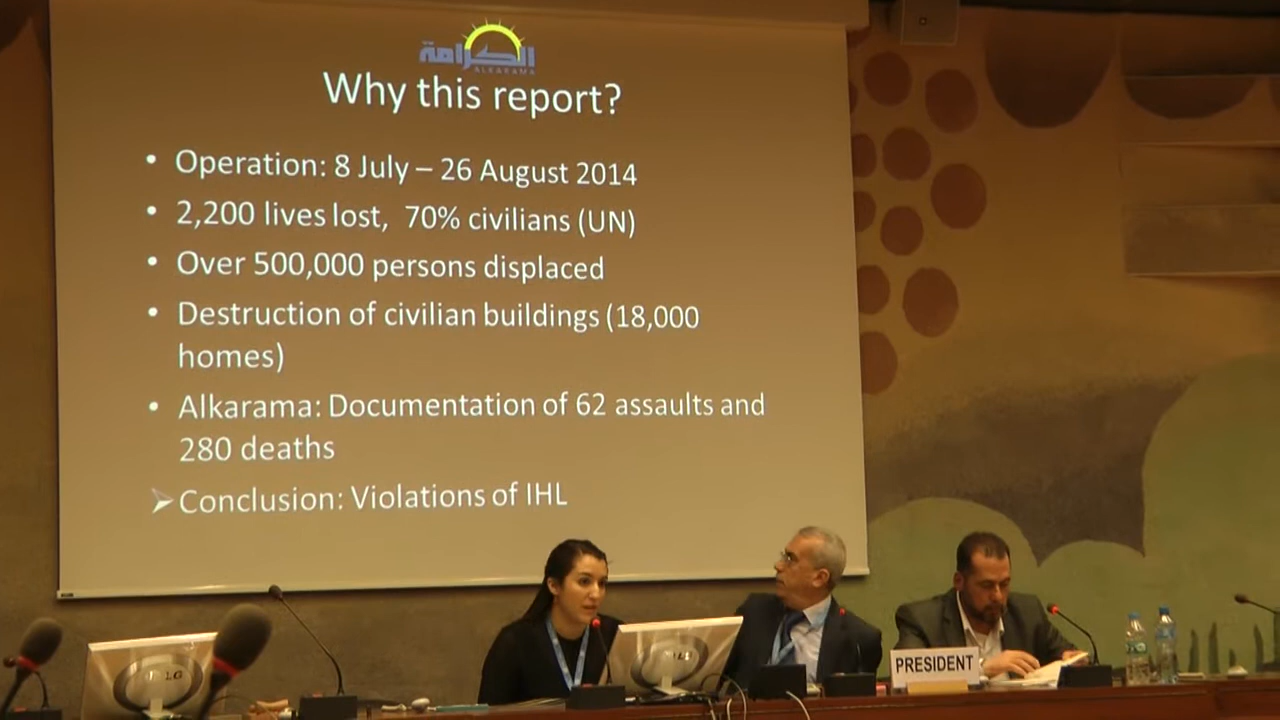 الكرامة
ALKARAMA
Why this report?
• Operation: 8 July – 26 August 2014
• 2,200 lives lost, 70% civilians (UN)
• Over 500,000 persons displaced
• Destruction of civilian buildings (18,000
homes)
• Alkarama: Documentation of 62 assaults and
280 deaths
➢ Conclusion: Violations of IHL
LG
PRESIDENT